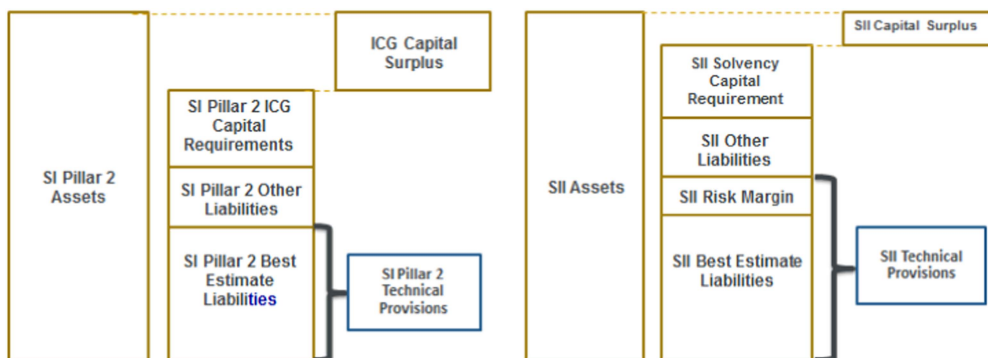 ICG Capital
Surplus
SI Pillar 2 ICG
Capital
Requirements
SI Pillar 2
Assets
SI Pillar 2 Other
Liabilities
SI Pillar 2 Best
Estimate
Liabilities
SI Pillar 2
Technical
Provisions
SII Capital Surplus
SII Solvency
Capital
Requirement
SII Other
Liabilities
SII Assets
SII Risk Margin
SII Best Estimate
Liabilities
SII Technical
Provisions